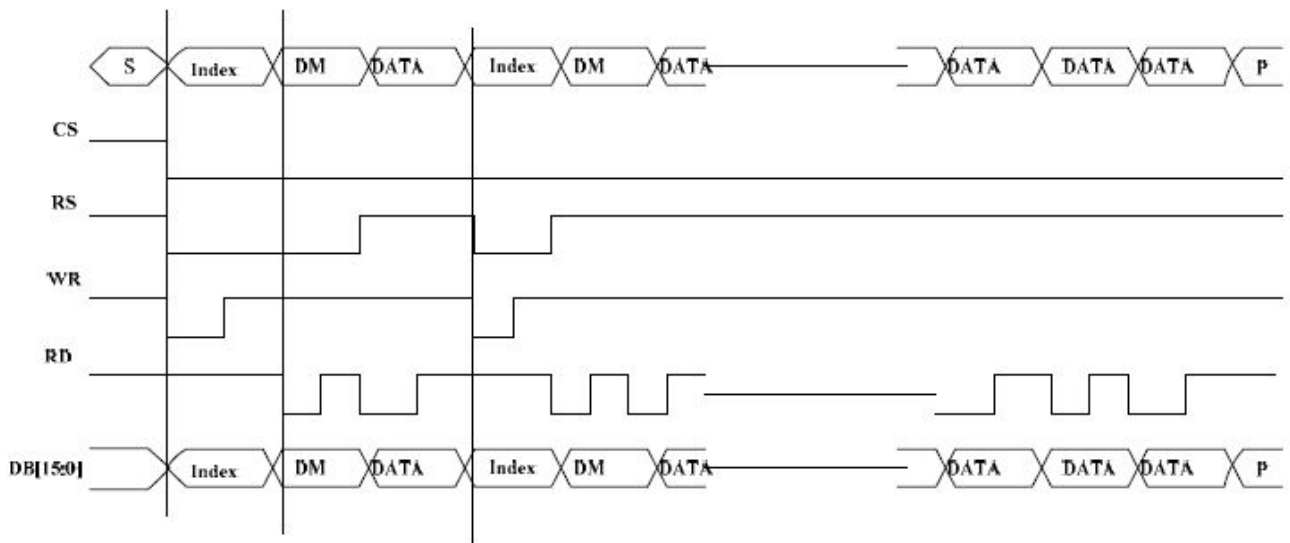 S Index DM DATA Index DM DATA DATA DATA DATA P
CS
RS
WR
RD
DB[15:0] Index DM DATA Index DM DATA DATA DATA DATA P